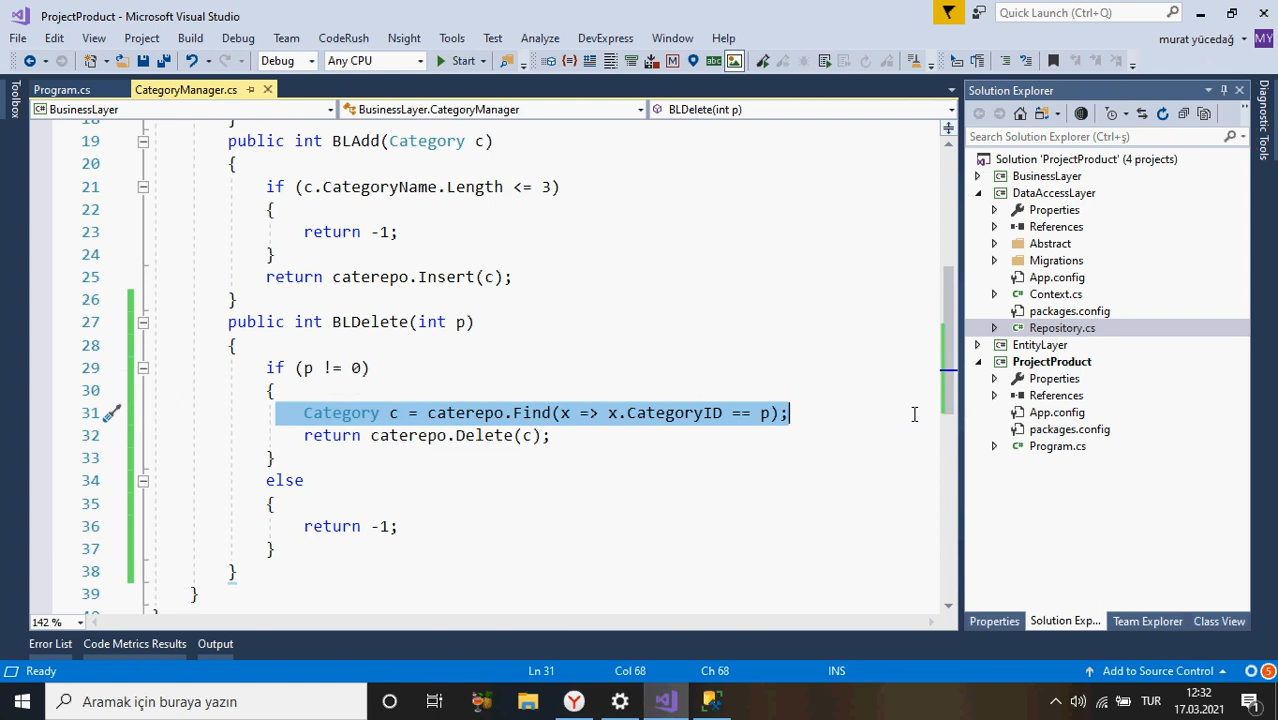 ProjectProduct - Microsoft Visual Studio
Quick Launch (Ctrl+Q)
File Edit View Project Build Debug Team CodeRush Nsight Tools Test Analyze DevExpress Window Help
murat yücedağ MY
Debug Any CPU Start
Toolbox
Program.cs CategoryManager.cs
BusinessLayer BusinessLayer.CategoryManager BLDelete(int p)
18 }
19 public int BLAdd(Category c)
20 {
21 if (c.CategoryName.Length <= 3)
22 {
23 return -1;
24 }
25 return caterepo.Insert(c);
26 }
27 public int BLDelete(int p)
28 {
29 if (p != 0)
30 {
31 Category c = caterepo.Find(x => x.CategoryID == p);
32 return caterepo.Delete(c);
33 }
34 else
35 {
36 return -1;
37 }
38 }
39 }
40 }
142 %
Solution Explorer
Search Solution Explorer (Ctrl+ş)
Solution 'ProjectProduct' (4 projects)
BusinessLayer
DataAccessLayer
Properties
References
Abstract
Migrations
App.config
Context.cs
packages.config
Repository.cs
EntityLayer
ProjectProduct
Properties
References
App.config
packages.config
Program.cs
Properties Solution Exp... Team Explorer Class View
Diagnostic Tools
Error List Code Metrics Results Output
Ready Ln 31 Col 68 Ch 68 INS Add to Source Control 5
Aramak için buraya yazın
TUR
12:32
17.03.2021
1